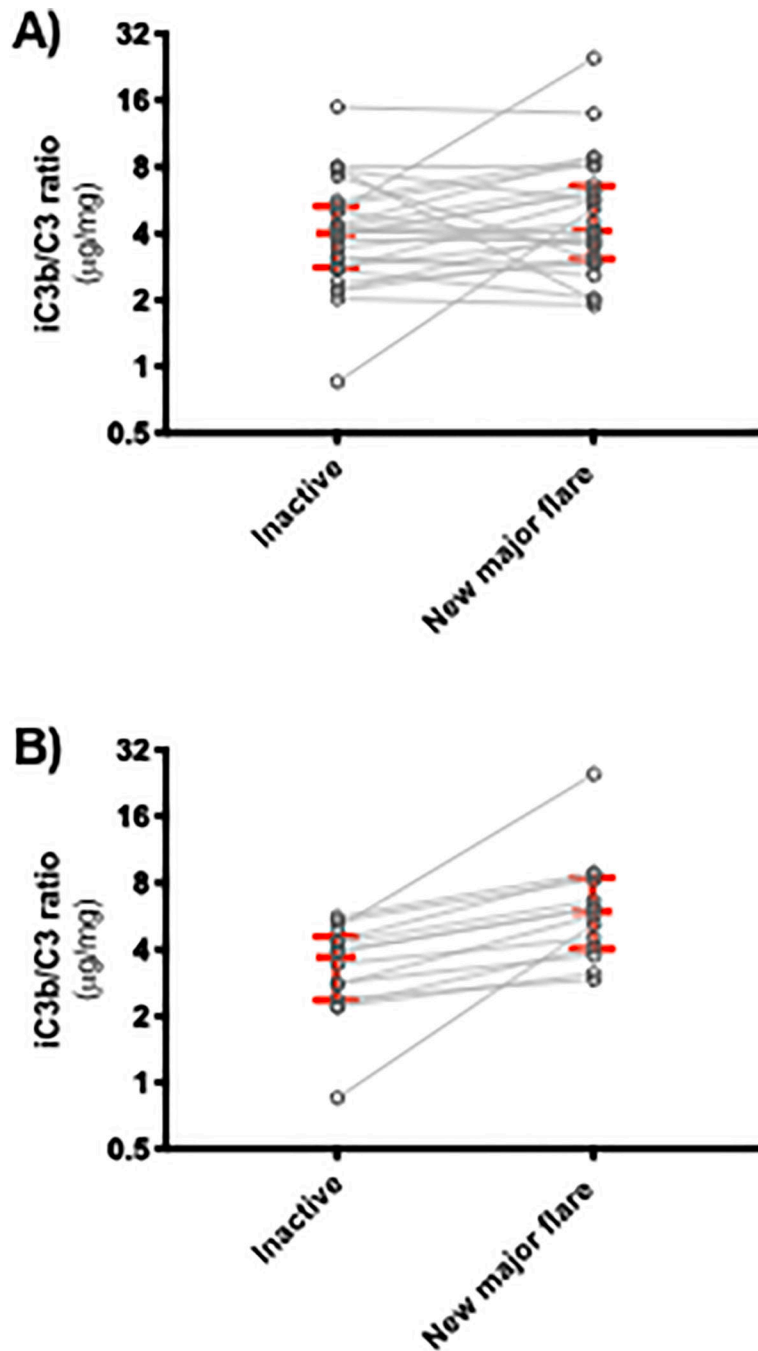 A)
32
16
8
4
2
1
0.5
iC3b/C3 ratio
(µg/mg)
Inactive
New major flare
B)
32
16
8
4
2
1
0.5
iC3b/C3 ratio
(µg/mg)
Inactive
New major flare